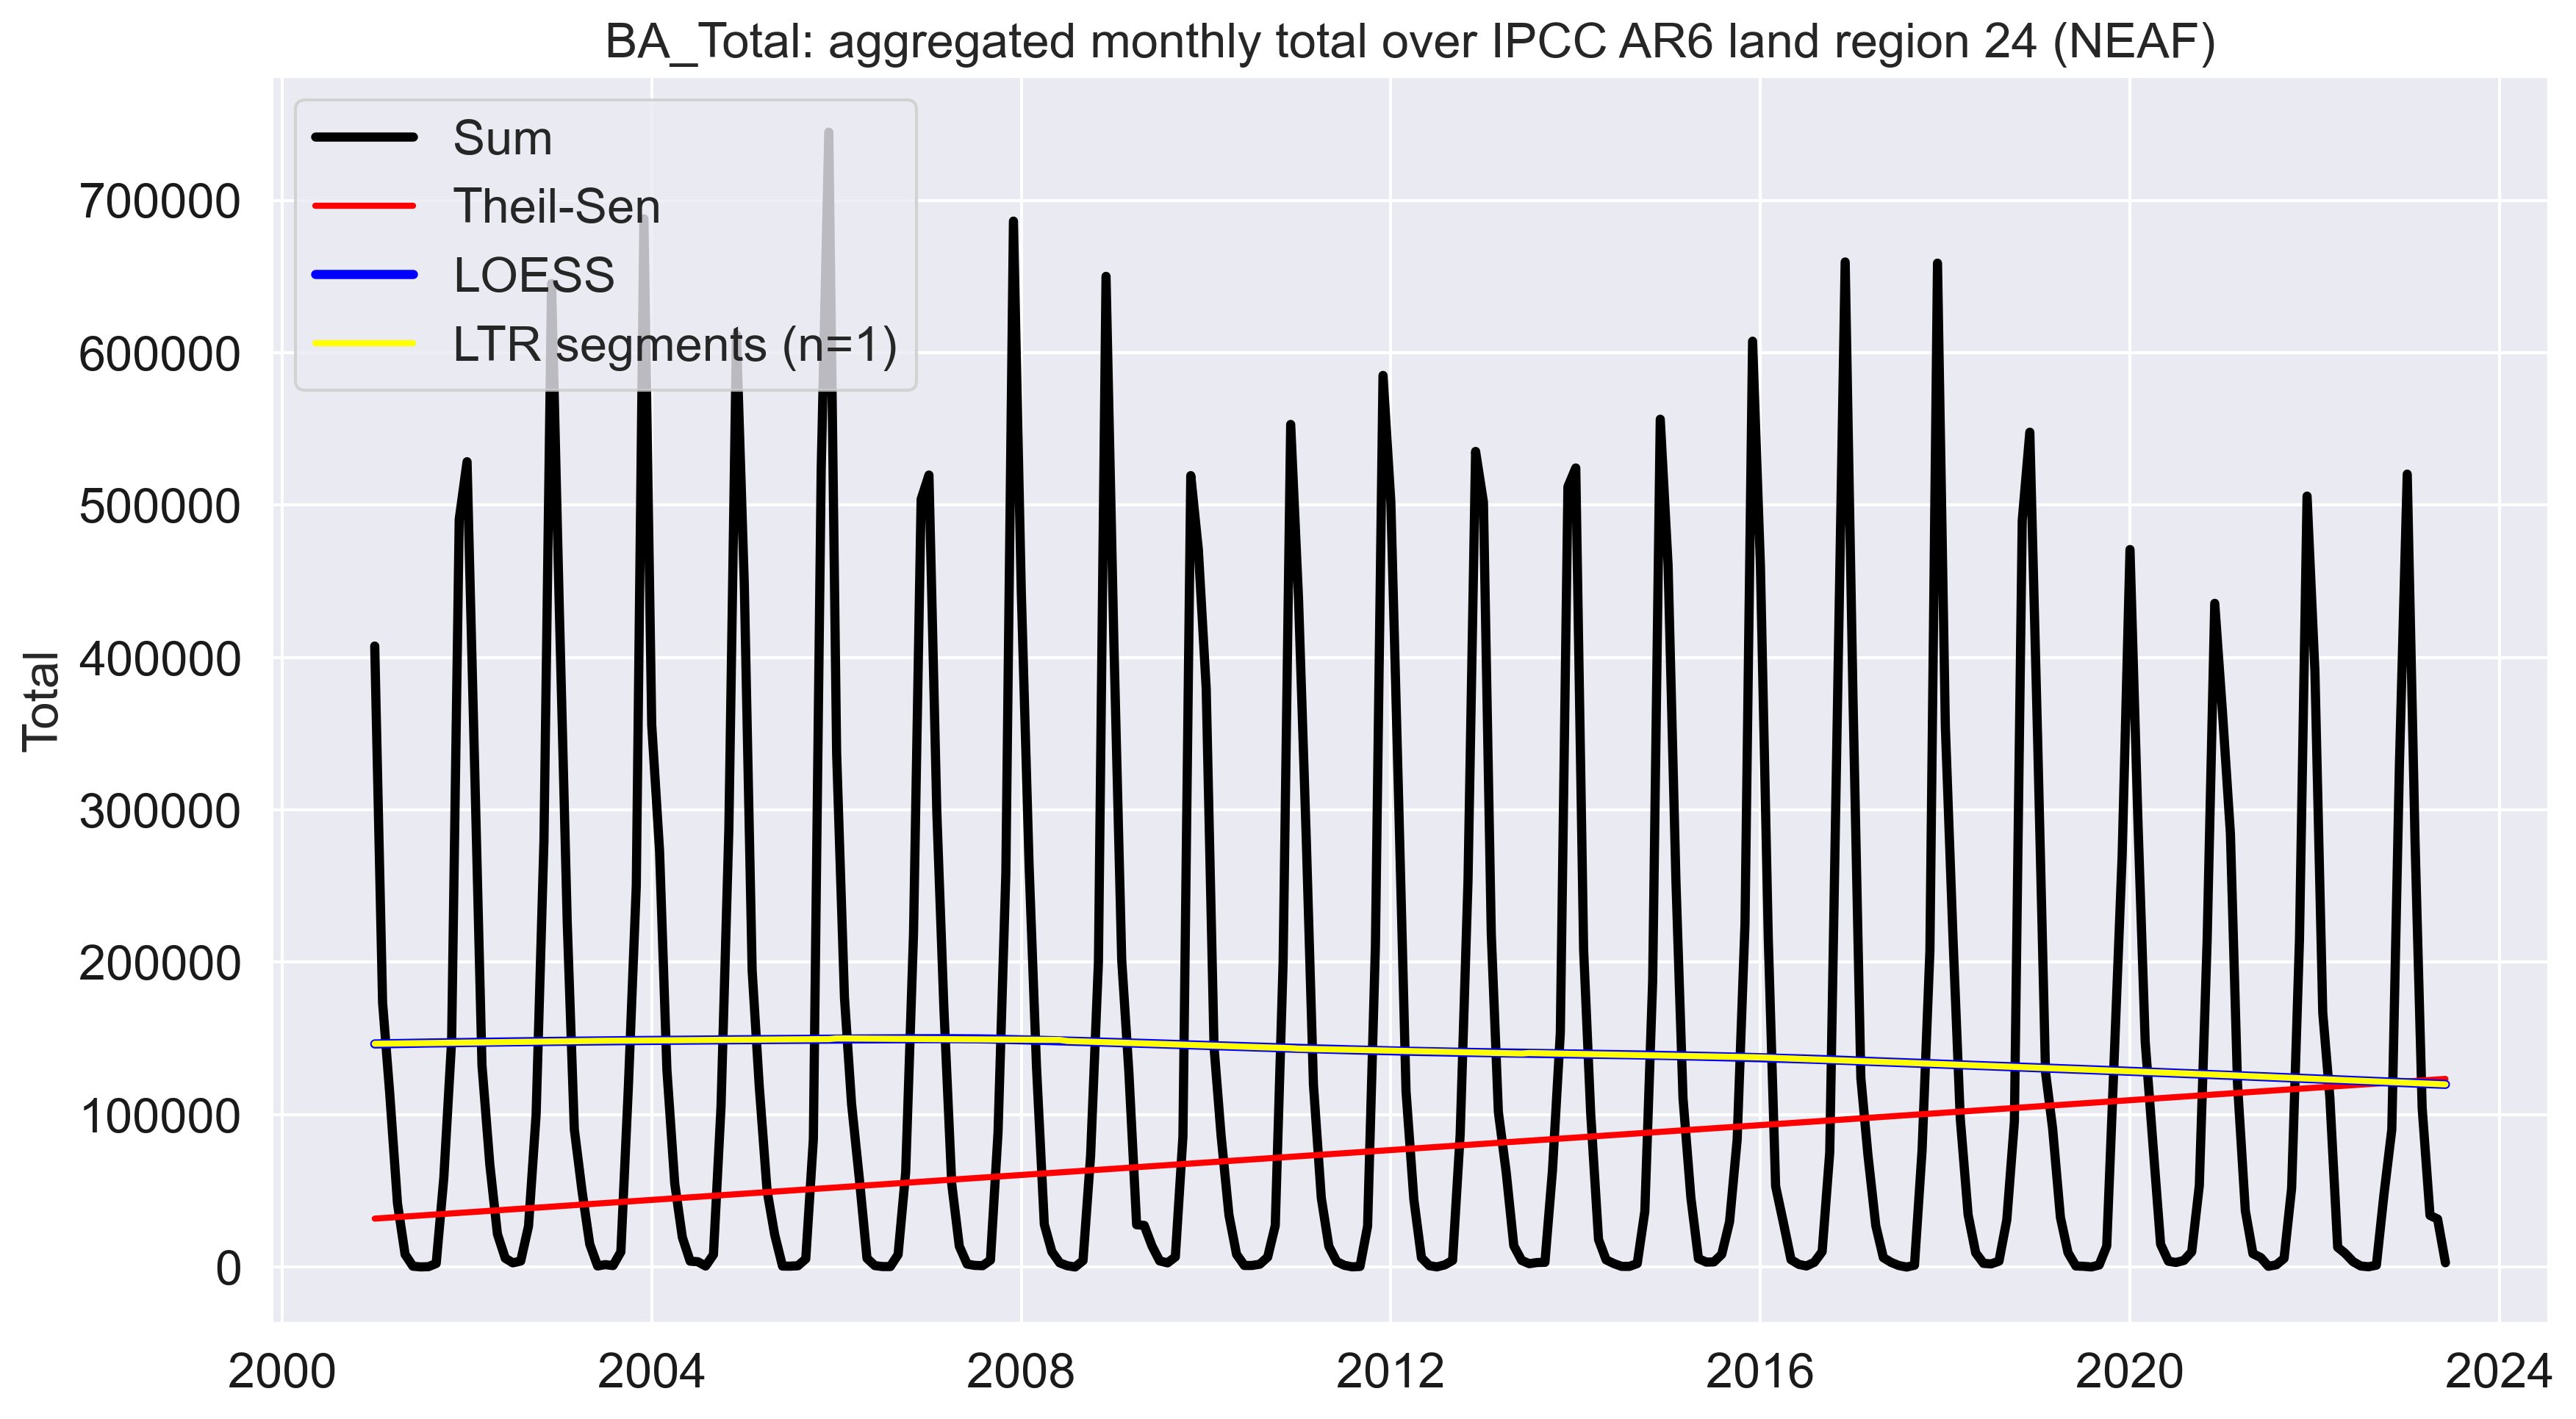 BA_Total: aggregated monthly total over IPCC AR6 land region 24 (NEAF)
Sum
Theil-Sen
LOESS
LTR segments (n=1)
Total
700000
600000
500000
400000
300000
200000
100000
0
2000 2004 2008 2012 2016 2020 2024